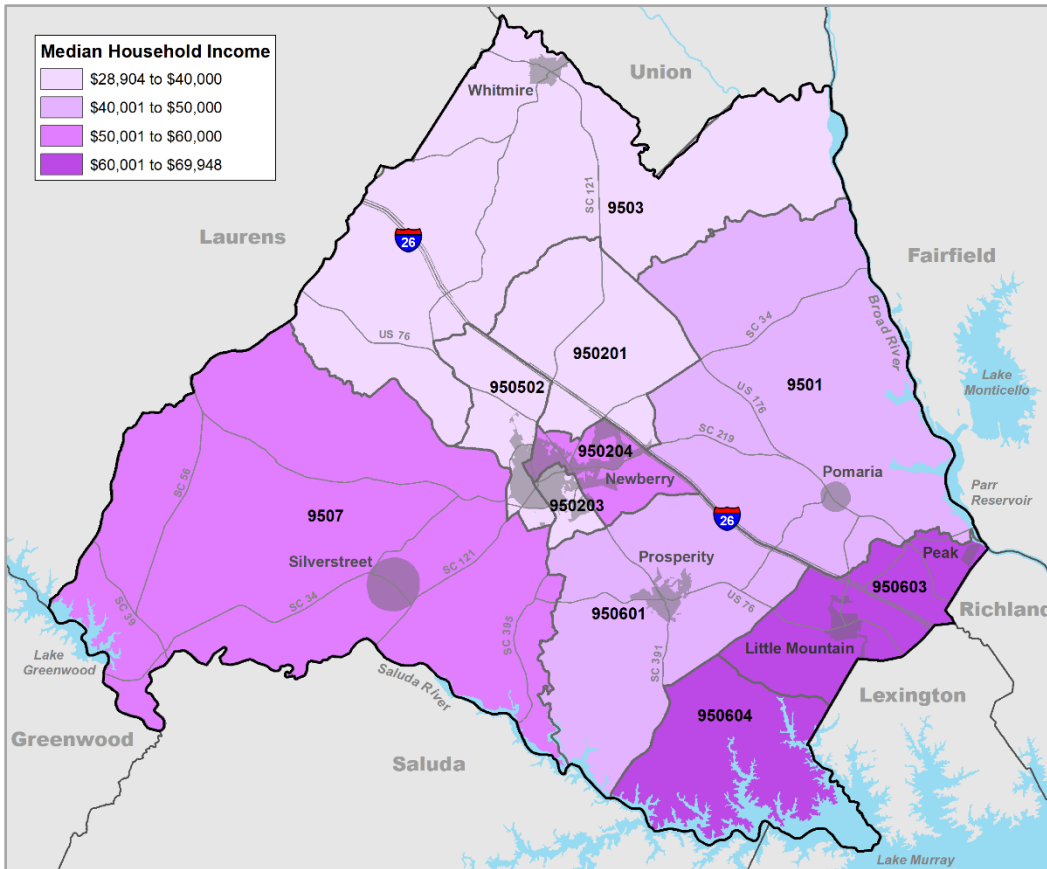 Median Household Income
$28,904 to $40,000
$40,001 to $50,000
$50,001 to $60,000
$60,001 to $69,948
Union
Whitmire
SC 121
9503
Laurens
26
Fairfield
Broad River
SC 34
US 76
950201
9501
Lake
Monticello
950502
US 176
SC 219
950204
Newberry
Pomaria
Parr
Reservoir
SC 56
950203
9507
26
Silverstreet
Prosperity
Peak
SC 121
950603
SC 34
US 76
950601
Richland
SC 39
SC 395
SC 391
Little Mountain
Lake
Greenwood
Saluda River
Lexington
950604
Greenwood
Saluda
Lake Murray